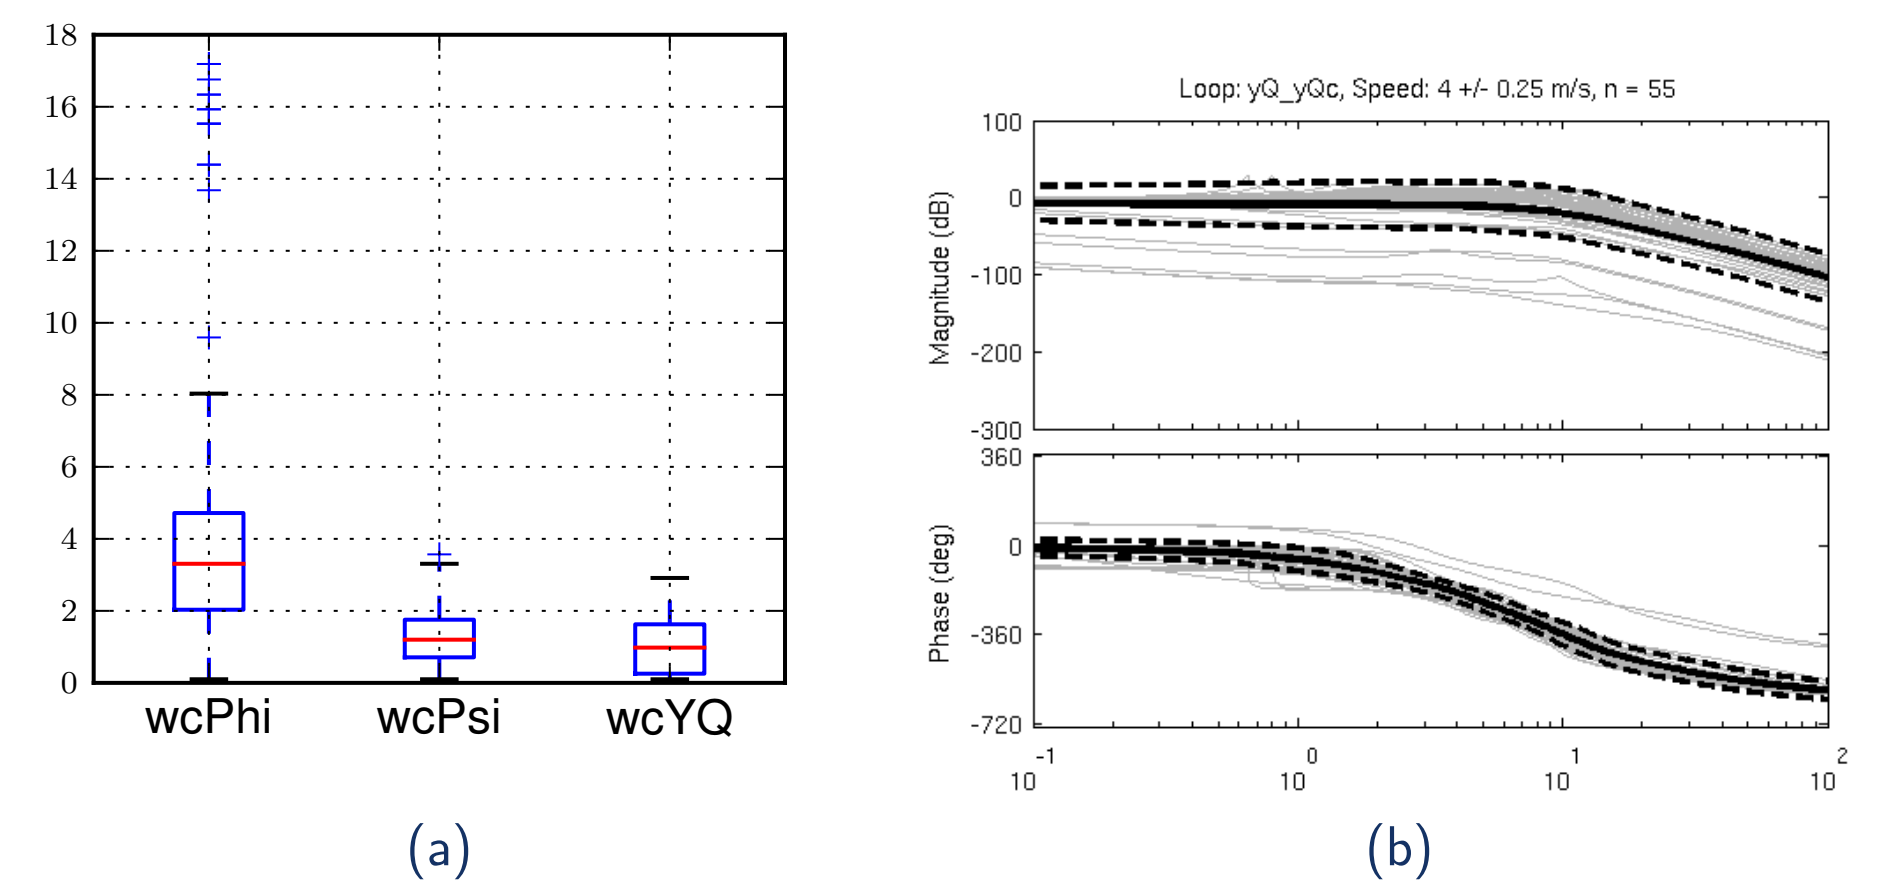 18
16
14
12
10
8
6
4
2
0
wcPhi wcPsi wcYQ
(a)
Loop: yQ_yQc, Speed: 4 +/- 0.25 m/s, n = 55
Magnitude (dB)
100
0
-100
-200
-300
Phase (deg)
360
0
-360
-720
10^-1 10^0 10^1 10^2
(b)